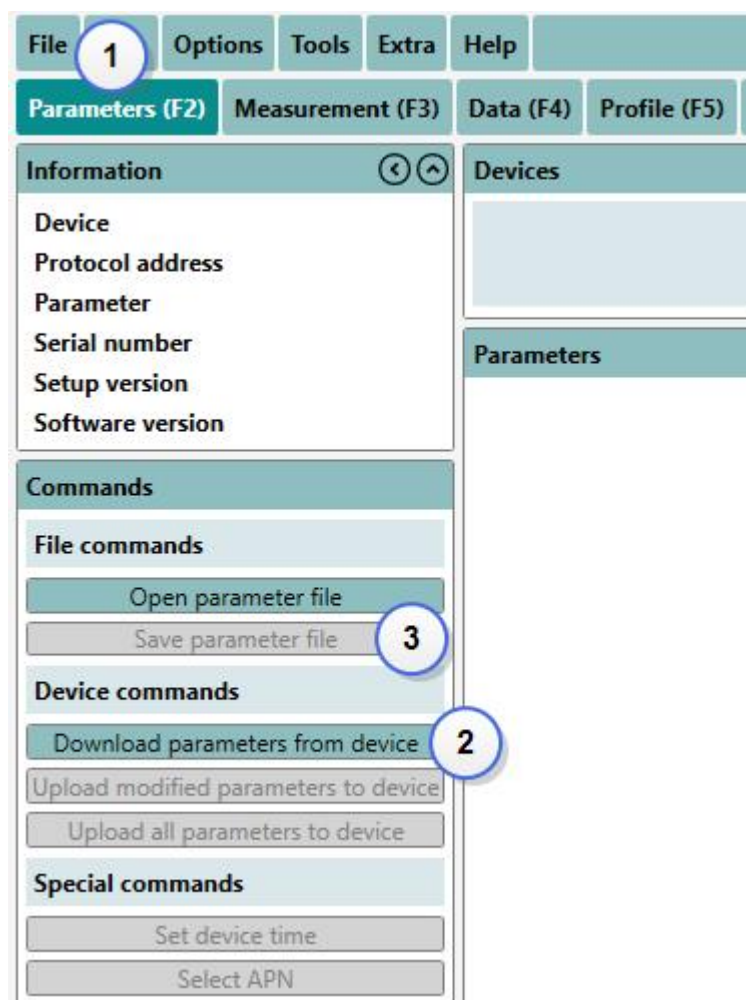 File Options Tools Extra Help
1
Parameters (F2) Measurement (F3) Data (F4) Profile (F5)
Information
Device
Protocol address
Parameter
Serial number
Setup version
Software version
Devices
Parameters
Commands
File commands
Open parameter file
Save parameter file
3
Device commands
Download parameters from device
2
Upload modified parameters to device
Upload all parameters to device
Special commands
Set device time
Select APN